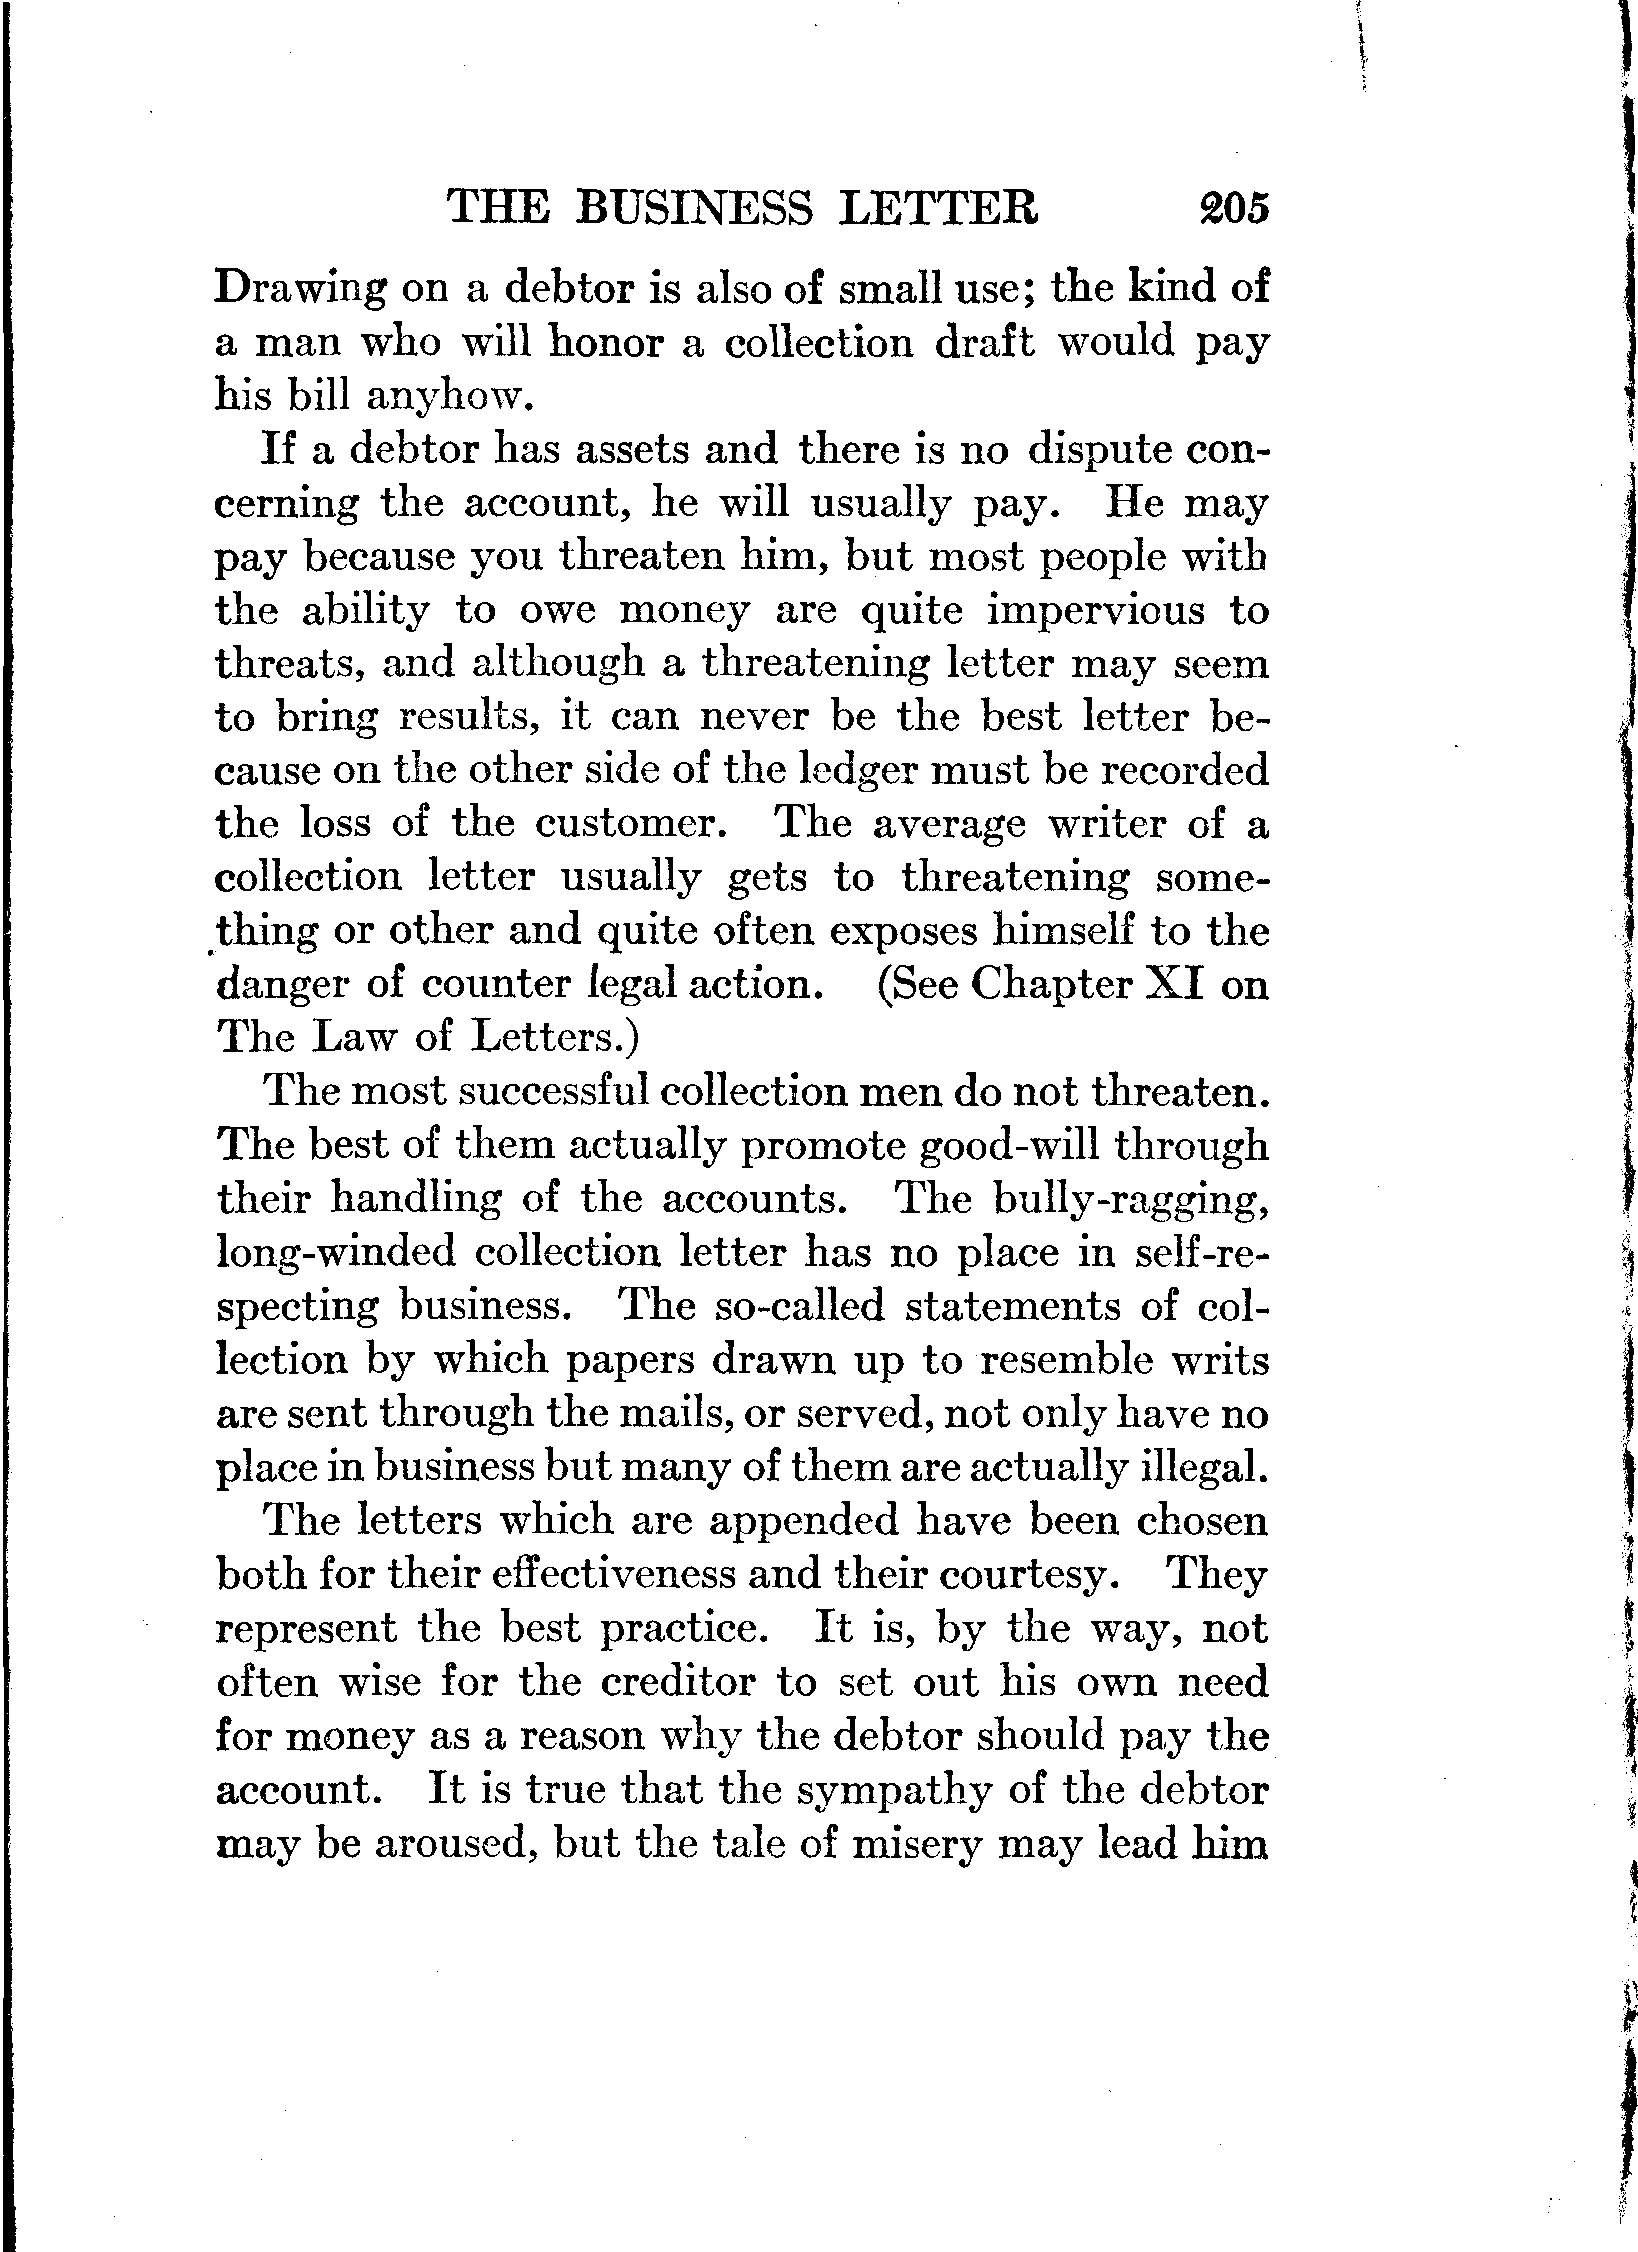 THE BUSINESS LETTER 205
Drawing on a debtor is also of small use; the kind of
a man who will honor a collection draft would pay
his bill anyhow.
If a debtor has assets and there is no dispute con-
cerning the account, he will usually pay. He may
pay because you threaten him, but most people with
the ability to owe money are quite impervious to
threats, and although a threatening letter may seem
to bring results, it can never be the best letter be-
cause on the other side of the ledger must be recorded
the loss of the customer. The average writer of a
collection letter usually gets to threatening some-
thing or other and quite often exposes himself to the
danger of counter legal action. (See Chapter XI on
The Law of Letters.)
The most successful collection men do not threaten.
The best of them actually promote good-will through
their handling of the accounts. The bully-ragging,
long-winded collection letter has no place in self-re-
specting business. The so-called statements of col-
lection by which papers drawn up to resemble writs
are sent through the mails, or served, not only have no
place in business but many of them are actually illegal.
The letters which are appended have been chosen
both for their effectiveness and their courtesy. They
represent the best practice. It is, by the way, not
often wise for the creditor to set out his own need
for money as a reason why the debtor should pay the
account. It is true that the sympathy of the debtor
may be aroused, but the tale of misery may lead him